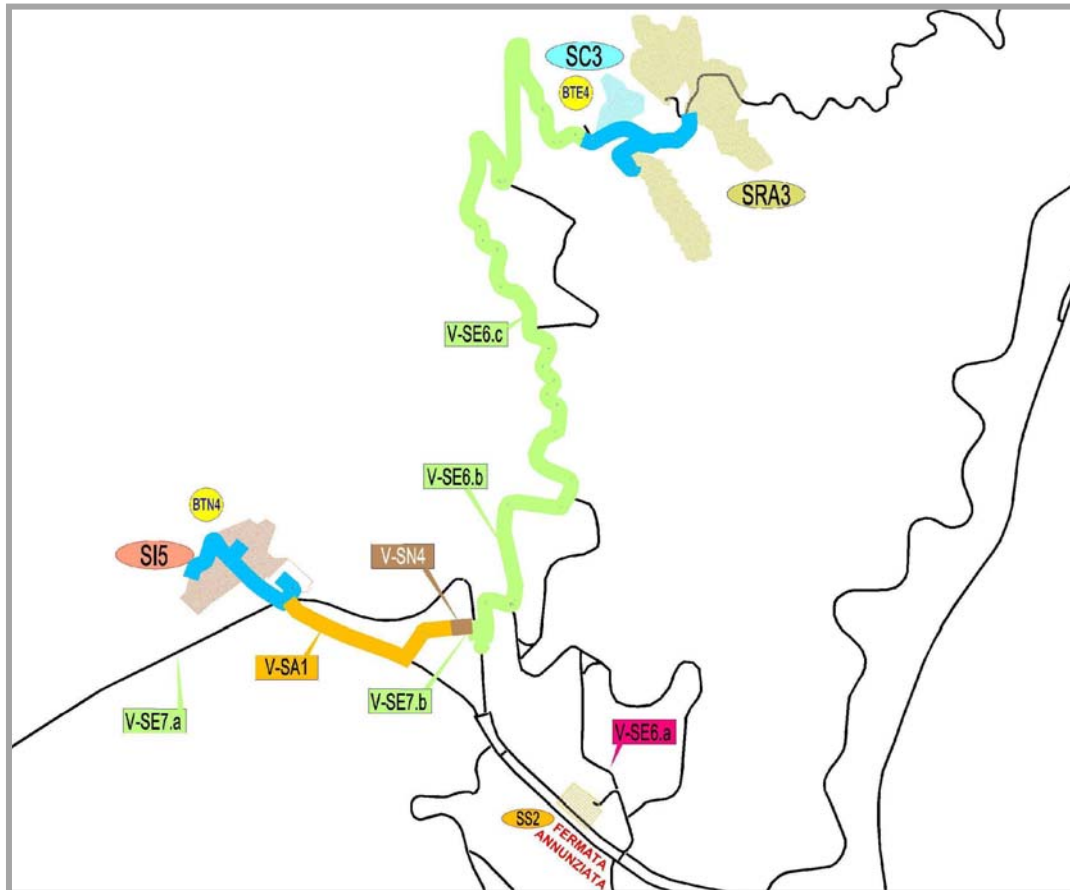 SC3
BTE4
SRA3
V-SE6.c
V-SE6.b
BTN4
SI5
V-SN4
V-SA1
V-SE7.b
V-SE7.a
V-SE6.a
SS2
FERMATA
ANNUNZIATA